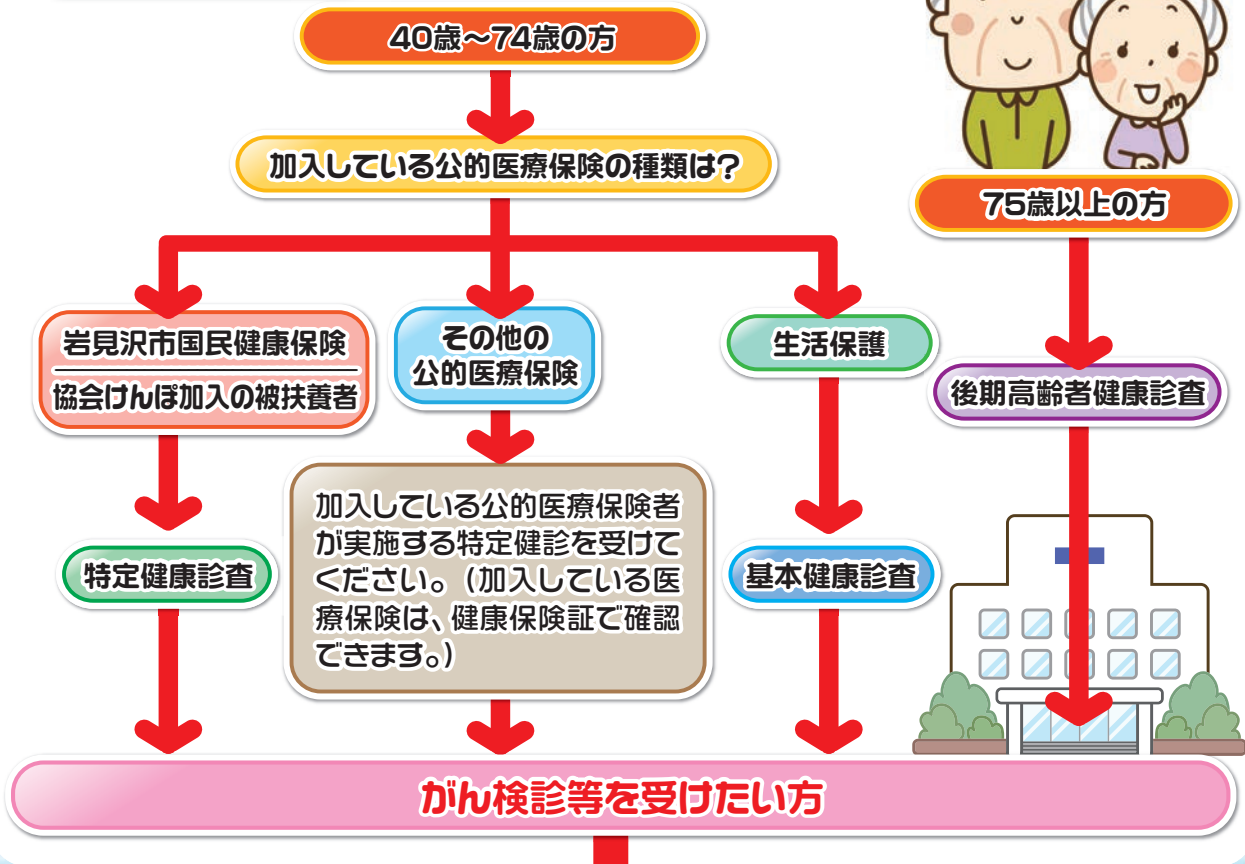 40歳～74歳の方
加入している公的医療保険の種類は?
75歳以上の方
岩見沢市国民健康保険
協会けんぽ加入の被扶養者
その他の
公的医療保険
生活保護
後期高齢者健康診査
特定健康診査
加入している公的医療保険者
が実施する特定健診を受けて
ください。（加入している医
療保険は、健康保険証で確認
できます。）
基本健康診査
がん検診等を受けたい方